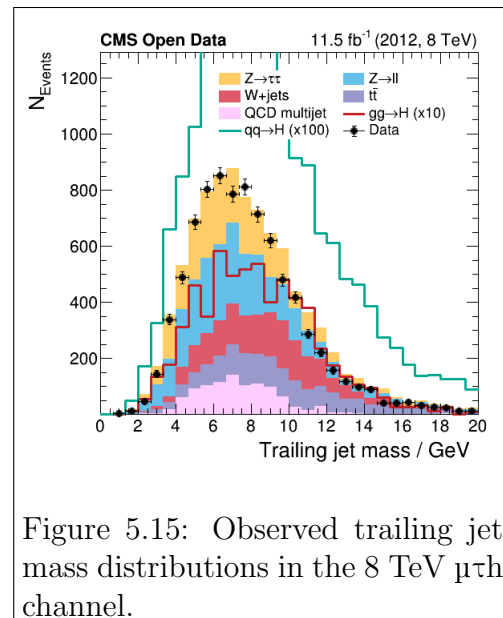 CMS Open Data 11.5 fb⁻¹ (2012, 8 TeV)
N_Events
Z→ττ Z→ll
W+jets tt̄
QCD multijet gg→H (x10)
qq→H (x100) Data
1200
1000
800
600
400
200
0 2 4 6 8 10 12 14 16 18 20
Trailing jet mass / GeV
Figure 5.15: Observed trailing jet
mass distributions in the 8 TeV μτh
channel.